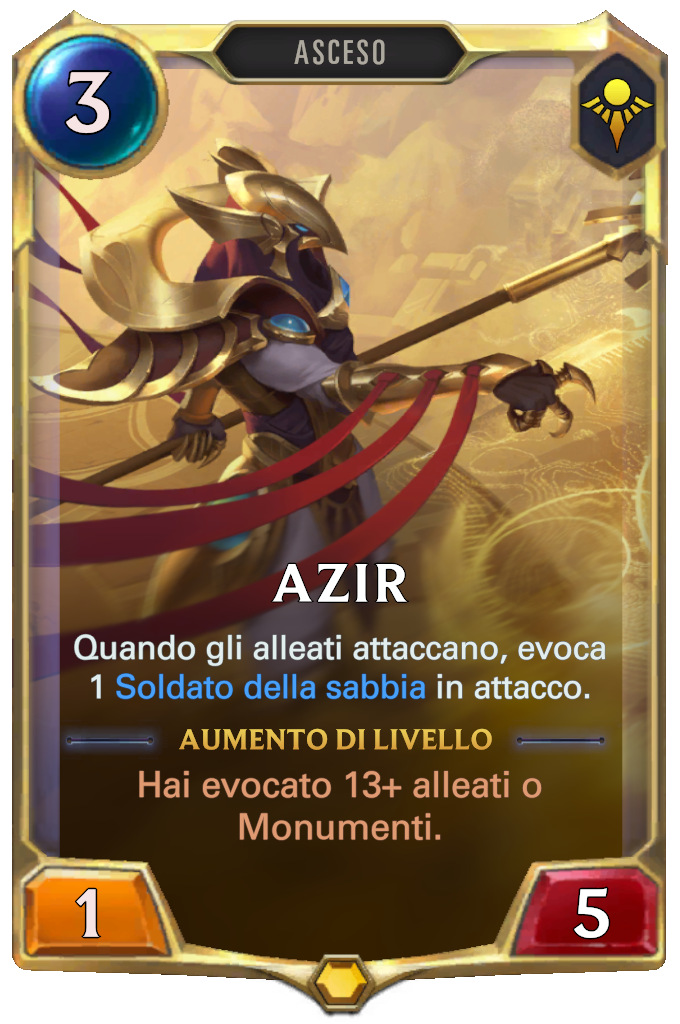 3
ASCESO
AZIR
Quando gli alleati attaccano, evoca
1 Soldato della sabbia in attacco.
AUMENTO DI LIVELLO
Hai evocato 13+ alleati o
Monumenti.
1
5